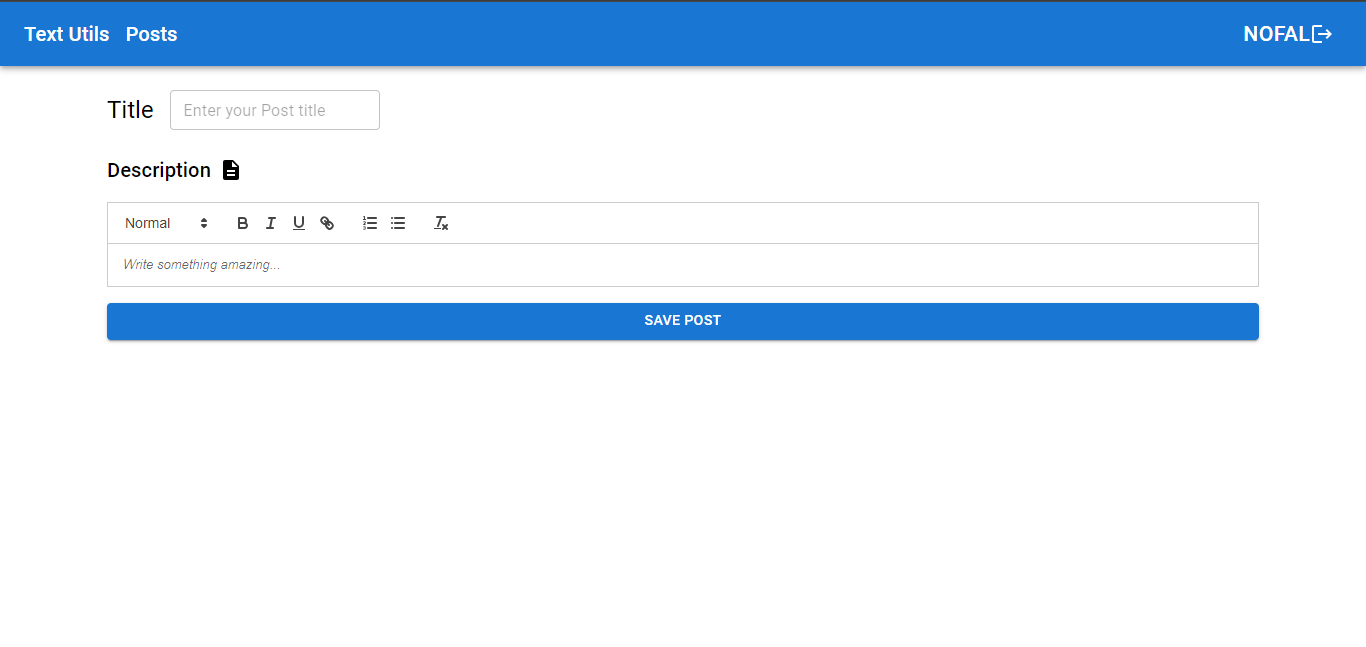 Text Utils Posts NOFAL
Title Enter your Post title
Description
Normal B I U
Write something amazing...
SAVE POST